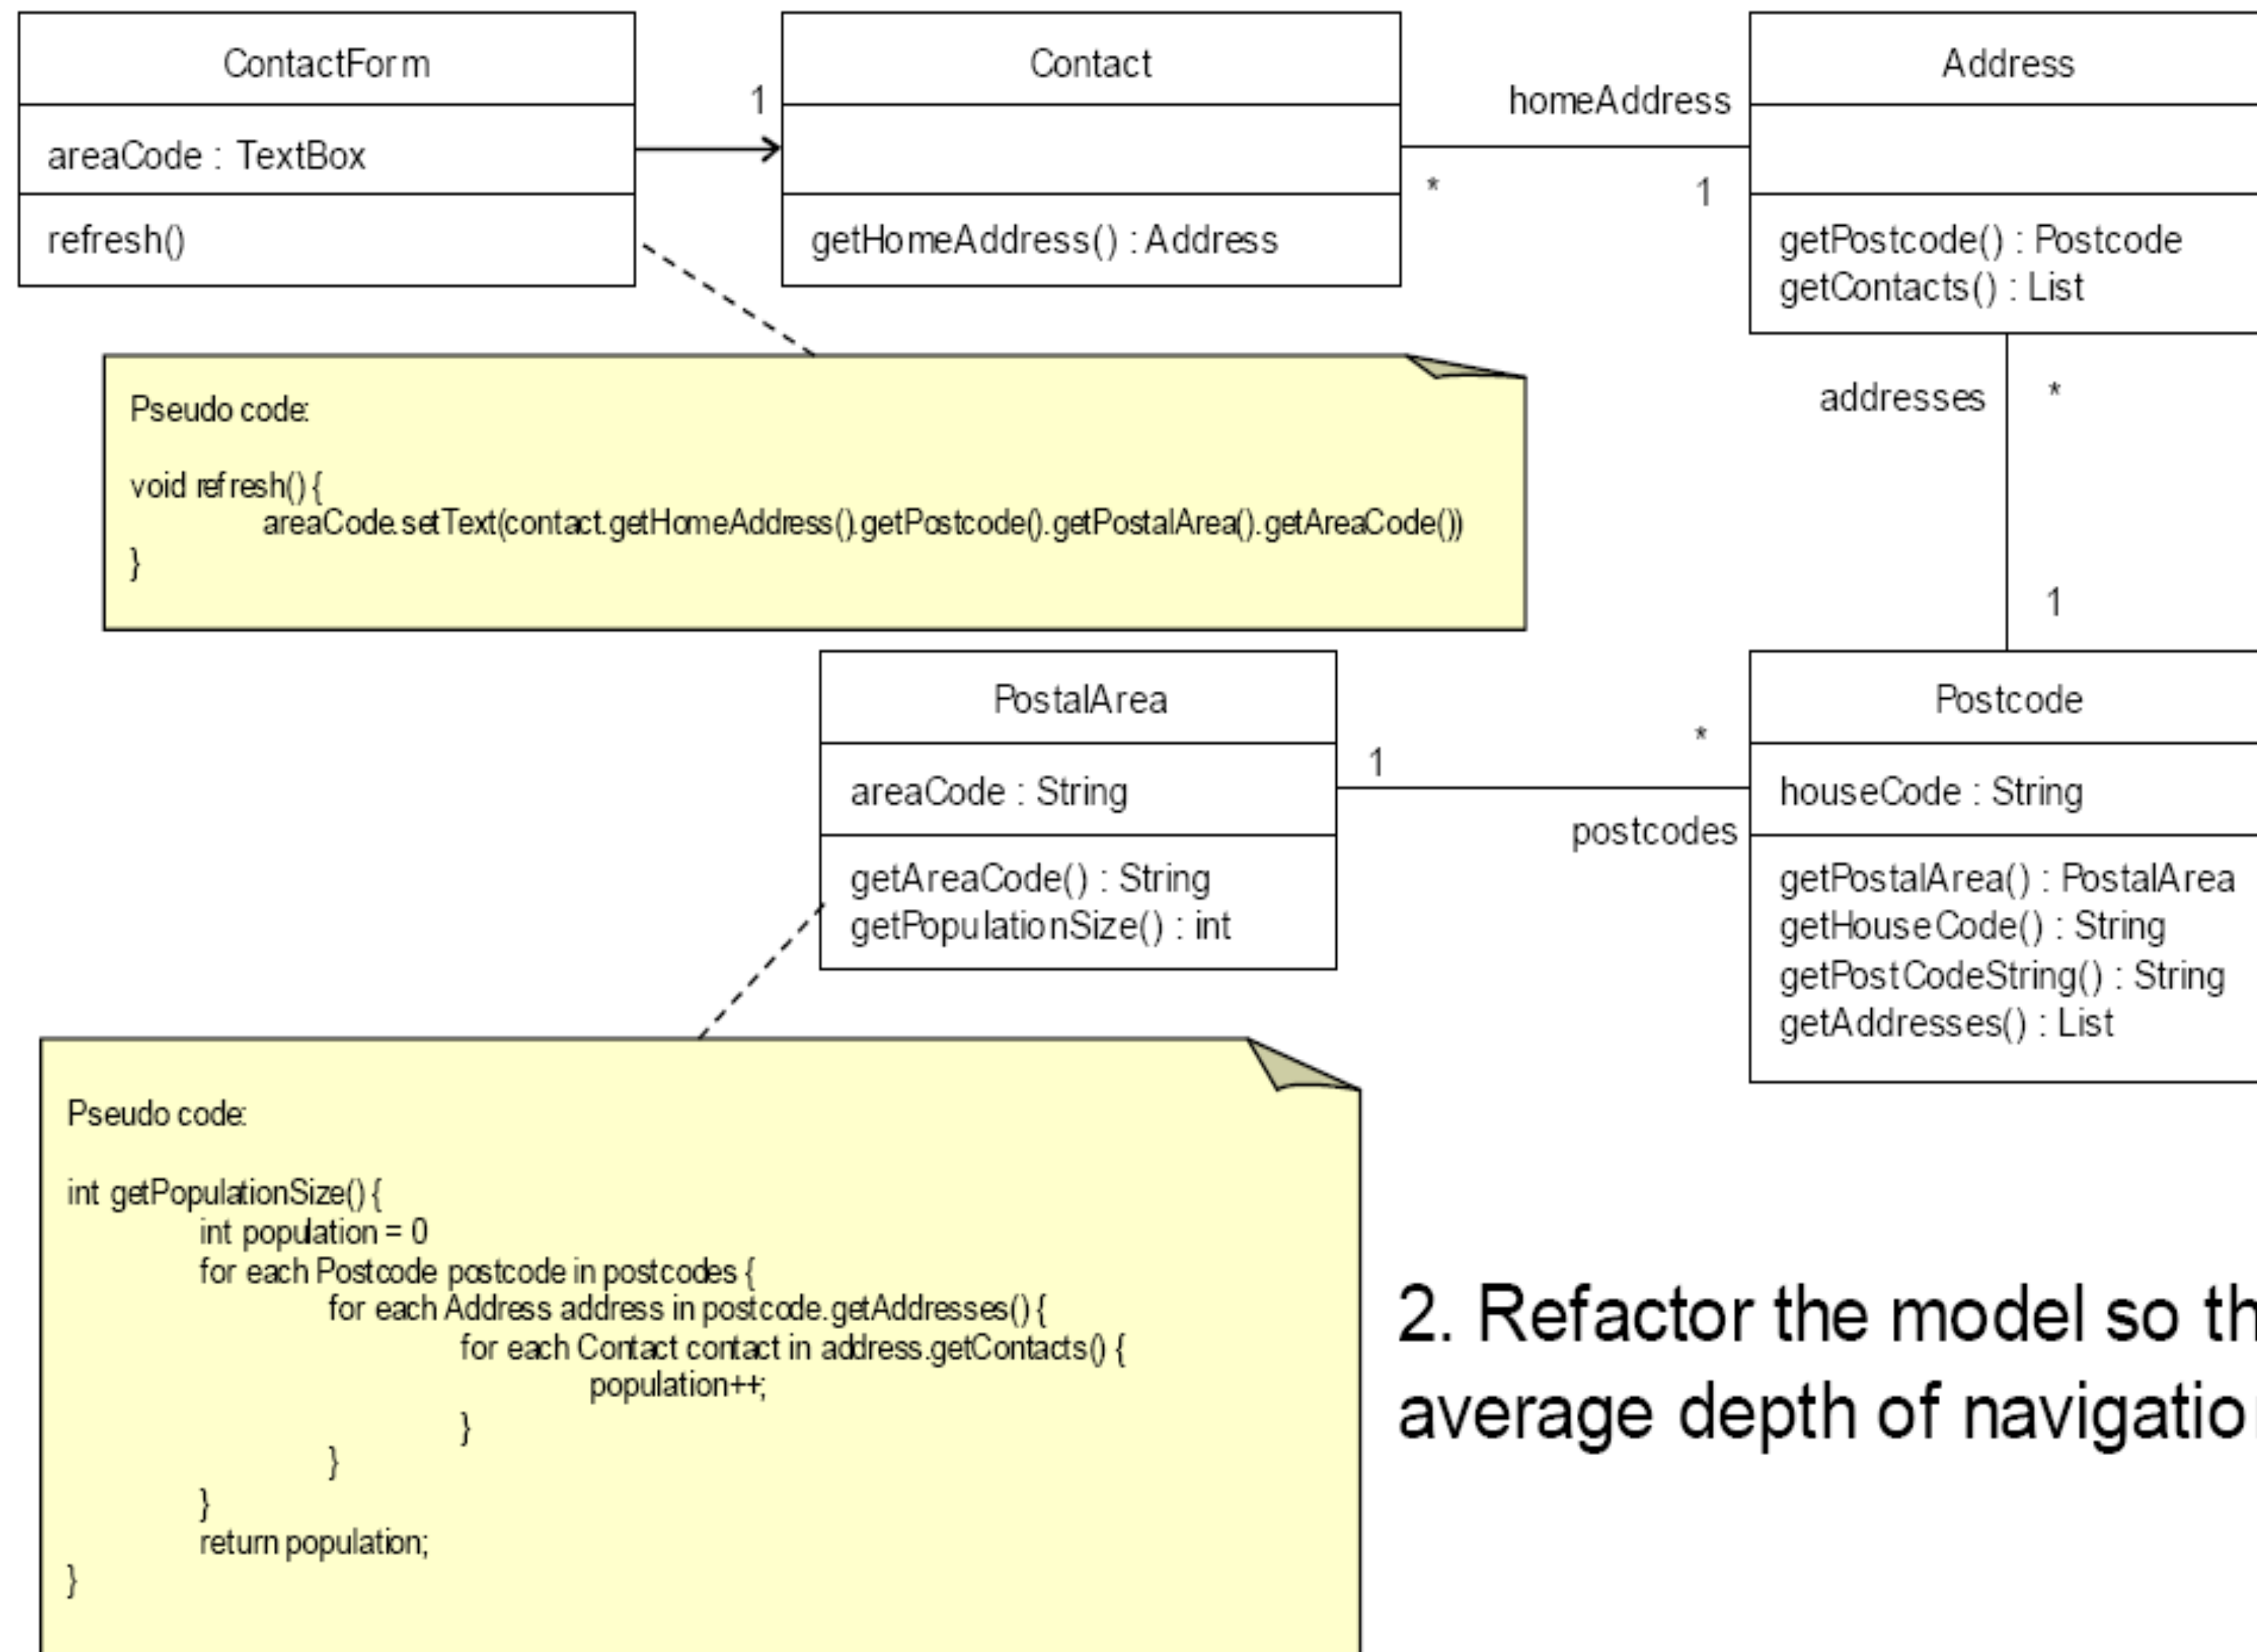 ContactForm
areaCode : TextBox
refresh()
1
Contact
getHomeAddress() : Address
homeAddress
*
1
Address
getPostcode() : Postcode
getContacts() : List
Pseudo code:
void refresh() {
areaCode.setText(contact.getHomeAddress().getPostcode().getPostalArea().getAreaCode())
}
addresses
*
1
PostalArea
areaCode : String
getAreaCode() : String
getPopulationSize() : int
1
*
postcodes
Postcode
houseCode : String
getPostalArea() : PostalArea
getHouseCode() : String
getPostCodeString() : String
getAddresses() : List
Pseudo code:
int getPopulationSize() {
int population = 0
for each Postcode postcode in postcodes {
for each Address address in postcode.getAddresses() {
for each Contact contact in address.getContacts() {
population++;
}
}
}
return population;
}
2. Refactor the model so
average depth of